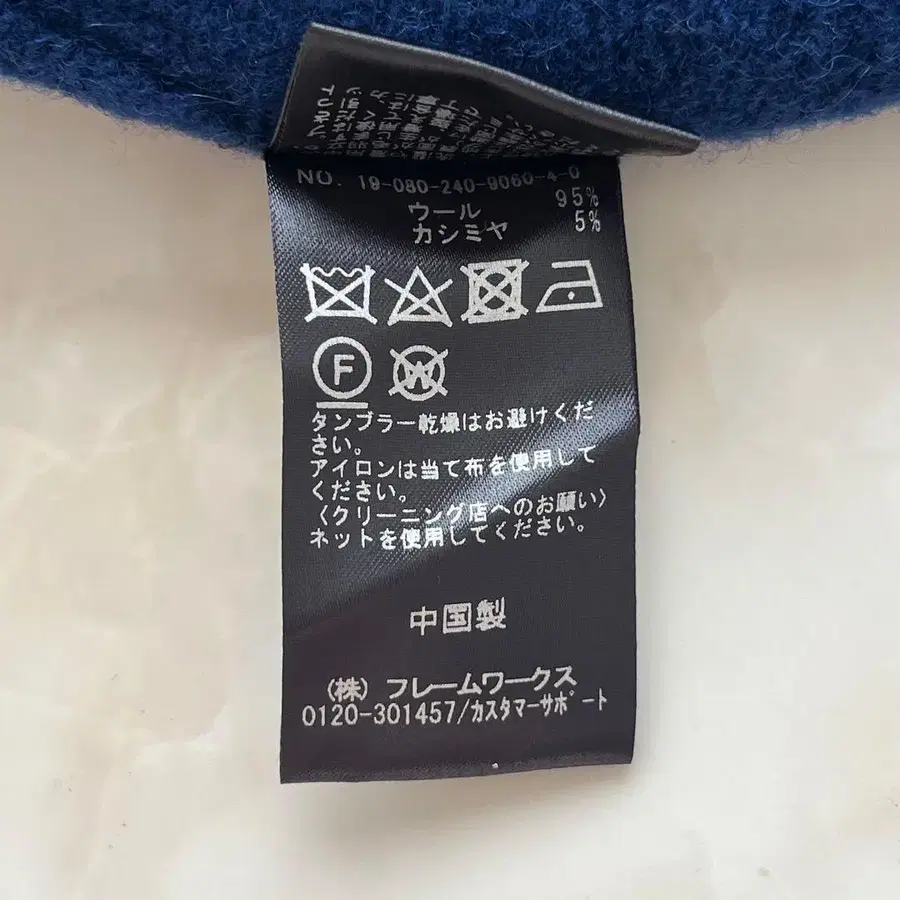 NO. 19-080-240-9060-4-0
ウール 95%
カシミヤ 5%
F
W
タンブラー乾燥はお避けくだ
さい。
アイロンは当て布を使用して
ください。
〈クリーニング店へのお願い〉
ネットを使用してください。
中国製
(株) フレームワークス
0120-301457/カスタマーサポート